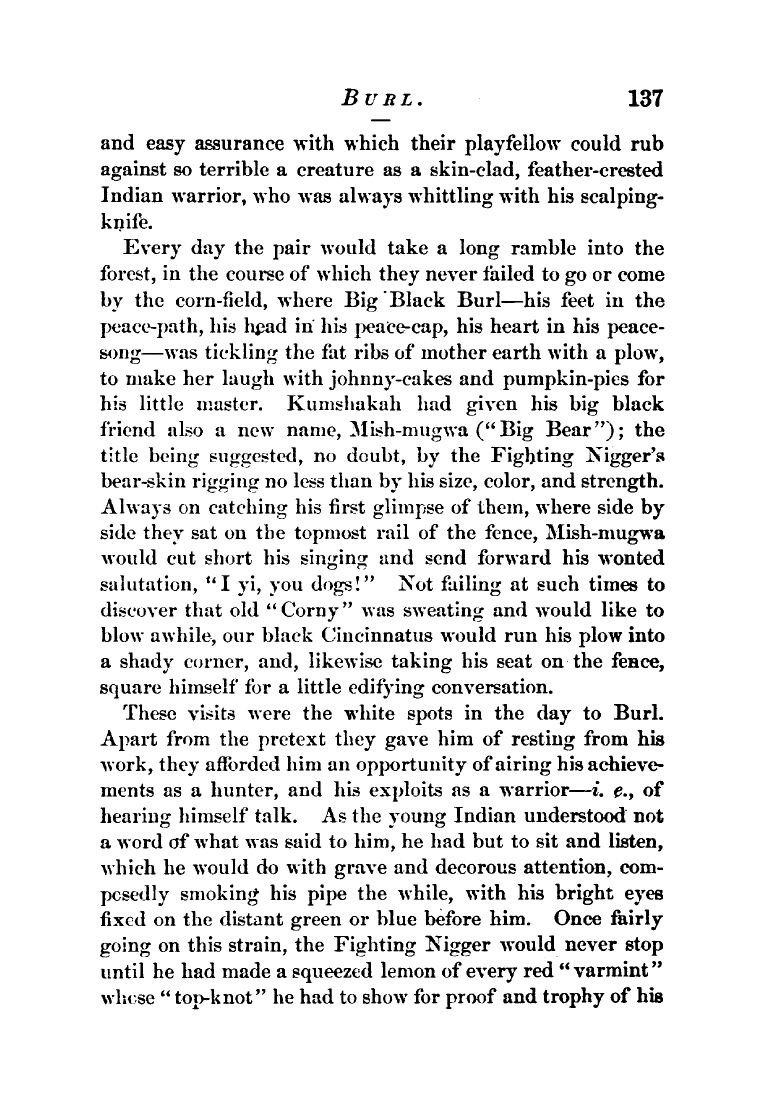 BURL. 137
and easy assurance with which their playfellow could rub
against so terrible a creature as a skin-clad, feather-crested
Indian warrior, who was always whittling with his scalping-
knife.
Every day the pair would take a long ramble into the
forest, in the course of which they never failed to go or come
by the corn-field, where Big Black Burl—his feet in the
peace-path, his head in his peace-cap, his heart in his peace-
song—was tickling the fat ribs of mother earth with a plow,
to make her laugh with johnny-cakes and pumpkin-pies for
his little master. Kumshakah had given his big black
friend also a new name, Mish-mugwa ("Big Bear"); the
title being suggested, no doubt, by the Fighting Nigger's
bear-skin rigging no less than by his size, color, and strength.
Always on catching his first glimpse of them, where side by
side they sat on the topmost rail of the fence, Mish-mugwa
would cut short his singing and send forward his wonted
salutation, "I yi, you dogs!" Not failing at such times to
discover that old "Corny" was sweating and would like to
blow awhile, our black Cincinnatus would run his plow into
a shady corner, and, likewise taking his seat on the fence,
square himself for a little edifying conversation.
These visits were the white spots in the day to Burl.
Apart from the pretext they gave him of resting from his
work, they afforded him an opportunity of airing his achieve-
ments as a hunter, and his exploits as a warrior—i. e., of
hearing himself talk. As the young Indian understood not
a word of what was said to him, he had but to sit and listen,
which he would do with grave and decorous attention, com-
posedly smoking his pipe the while, with his bright eyes
fixed on the distant green or blue before him. Once fairly
going on this strain, the Fighting Nigger would never stop
until he had made a squeezed lemon of every red "varmint"
whose "top-knot" he had to show for proof and trophy of his